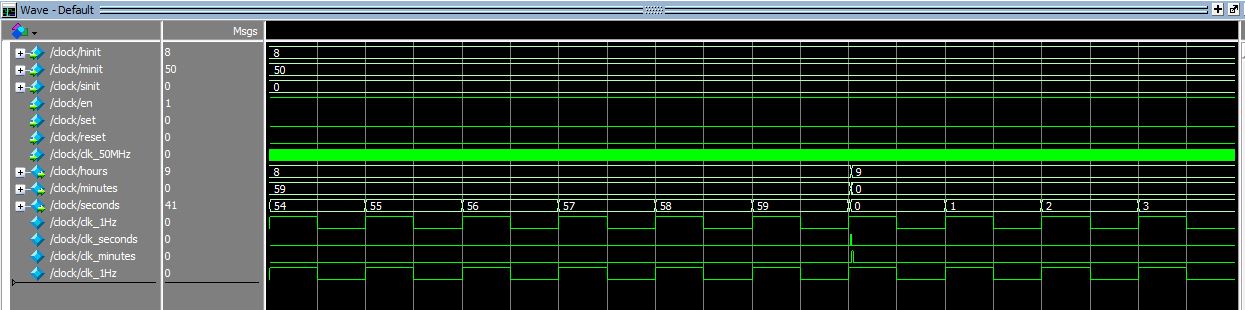 Wave - Default
Msgs
/clock/hinit 8 8
/clock/minit 50 50
/clock/sinit 0 0
/clock/en 1
/clock/set 0
/clock/reset 0
/clock/clk_50MHz 0
/clock/hours 9 8 9
/clock/minutes 0 59 0
/clock/seconds 41 54 55 56 57 58 59 0 1 2 3
/clock/clk_1Hz 0
/clock/clk_seconds 0
/clock/clk_minutes 0
/clock/clk_1Hz 0